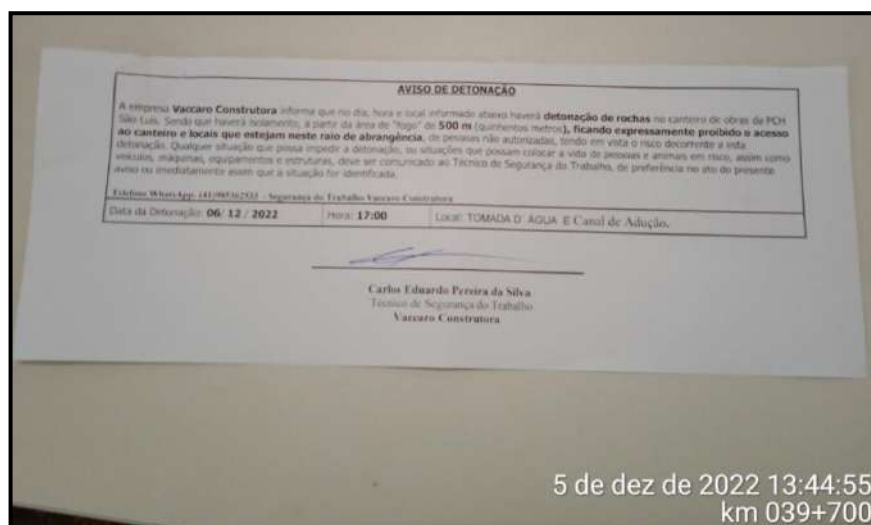 AVISO DE DETONAÇÃO
A empresa Vaccaro Construtora informa que no dia, hora e local informado abaixo haverá detonação de rochas no canteiro de obras de PCH
São Luis. Sendo que haverá isolamento, a partir da área de "fogo" de 500 m (quinhentos metros), ficando expressamente proibido o acesso
ao canteiro e locais que estejam neste raio de abrangência, de pessoas não autorizadas, tendo em vista o risco decorrente a esta
detonação. Qualquer situação que possa impedir a detonação, ou situações que possam colocar a vida de pessoas e animais em risco, assim como
veículos, máquinas, equipamentos e estruturas, deve ser comunicado ao Técnico de Segurança do Trabalho, de preferência no ato do presente
aviso ou imediatamente assim que a situação for identificada.
Telefone WhatsApp: - Segurança do Trabalho Vaccaro Construtora
Data da Detonação: 06/ 12 / 2022 Hora: 17:00 Local: TOMADA D' ÁGUA E Canal de Adução.
Carlos Eduardo Pereira da Silva
Técnico de Segurança do Trabalho
Vaccaro Construtora
5 de dez de 2022 13:44:55
km 039+700